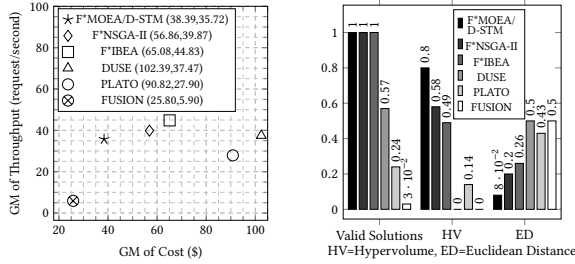 GM of Throughput (request/second)
100
80
60
40
20
0
F*MOEA/D-STM (38.39,35.72)
F*NSGA-II (56.86,39.87)
F*IBEA (65.08,44.83)
DUSE (102.39,37.47)
PLATO (90.82,27.90)
FUSION (25.80,5.90)
20 40 60 80 100
GM of Cost ($)
1
0.8
0.6
0.4
0.2
0
F*MOEA/
D-STM
F*NSGA-II
F*IBEA
DUSE
PLATO
FUSION
1 1 1 0.57 0.24 3 · 10⁻²
0.8 0.58 0.49 0 0.14 0
8 · 10⁻² 0.2 0.26 0.5 0.43 0.5
Valid Solutions HV ED
HV=Hypervolume, ED=Euclidean Distance